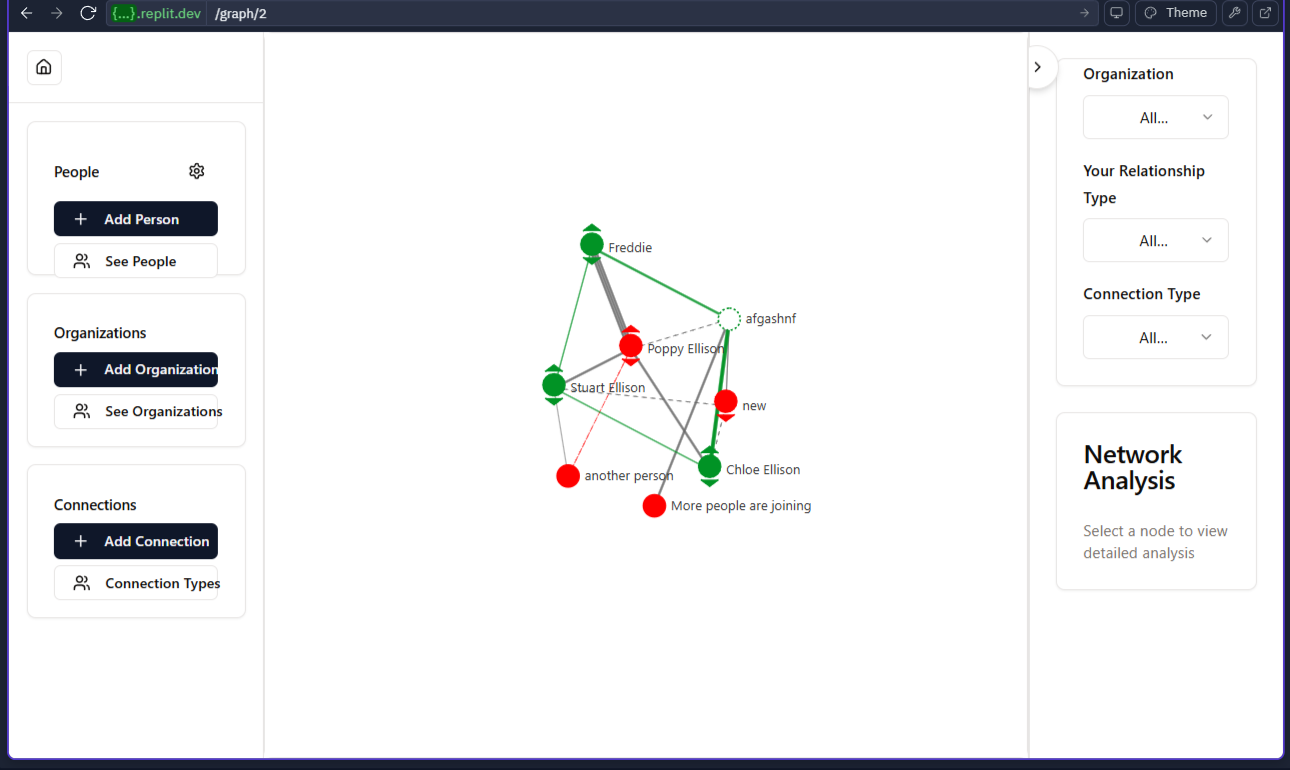 {...}.replit.dev /graph/2
Theme
People
Add Person
See People
Organizations
Add Organization
See Organizations
Connections
Add Connection
Connection Types
Freddie
afgashnf
Poppy Ellison
Stuart Ellison
new
Chloe Ellison
another person
More people are joining
Organization
All...
Your Relationship
Type
All...
Connection Type
All...
Network
Analysis
Select a node to view
detailed analysis